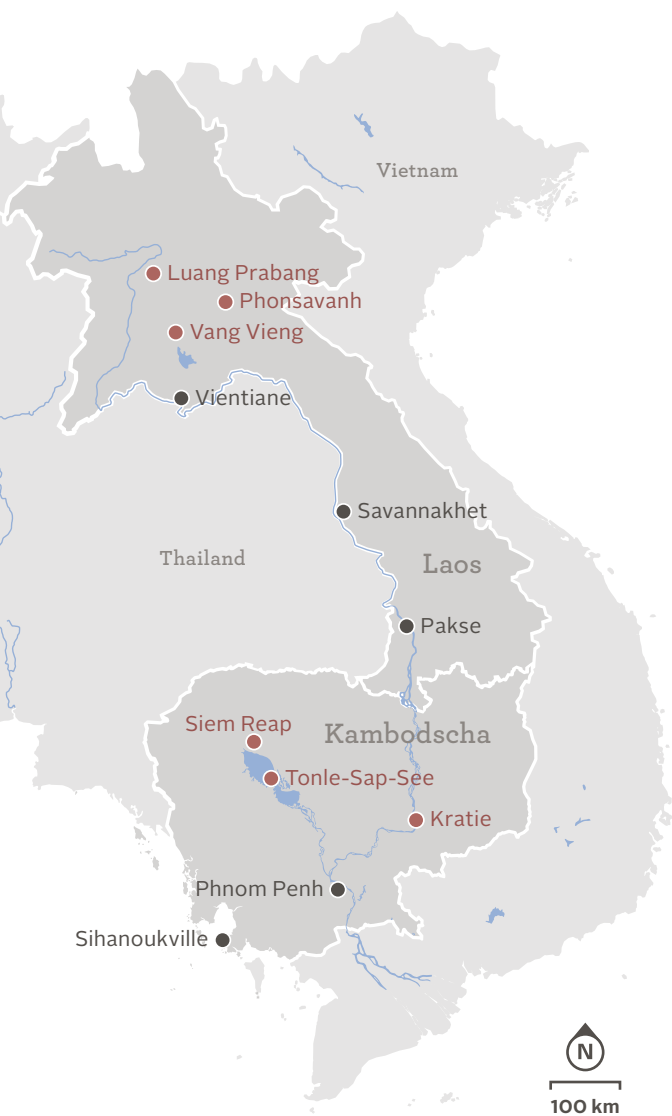 Vietnam
Luang Prabang
Phonsavanh
Vang Vieng
Vientiane
Savannakhet
Thailand
Laos
Pakse
Siem Reap
Kambodscha
Tonle-Sap-See
Kratie
Phnom Penh
Sihanoukville
N
100 km